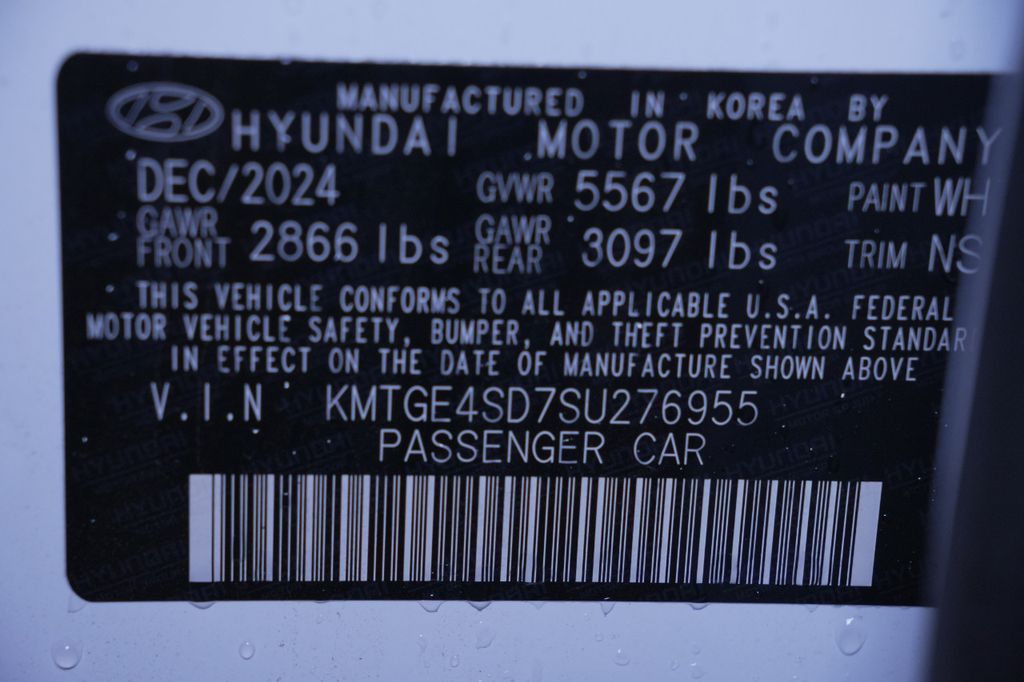 MANUFACTURED IN KOREA BY
HYUNDAI MOTOR COMPANY
DEC/2024 GVWR 5567 lbs PAINT WH
GAWR FRONT 2866 lbs GAWR REAR 3097 lbs TRIM NS
THIS VEHICLE CONFORMS TO ALL APPLICABLE U.S.A. FEDERAL
MOTOR VEHICLE SAFETY, BUMPER, AND THEFT PREVENTION STANDAR
IN EFFECT ON THE DATE OF MANUFACTURE SHOWN ABOVE
V.I.N KMTGE4SD7SU276955
PASSENGER CAR